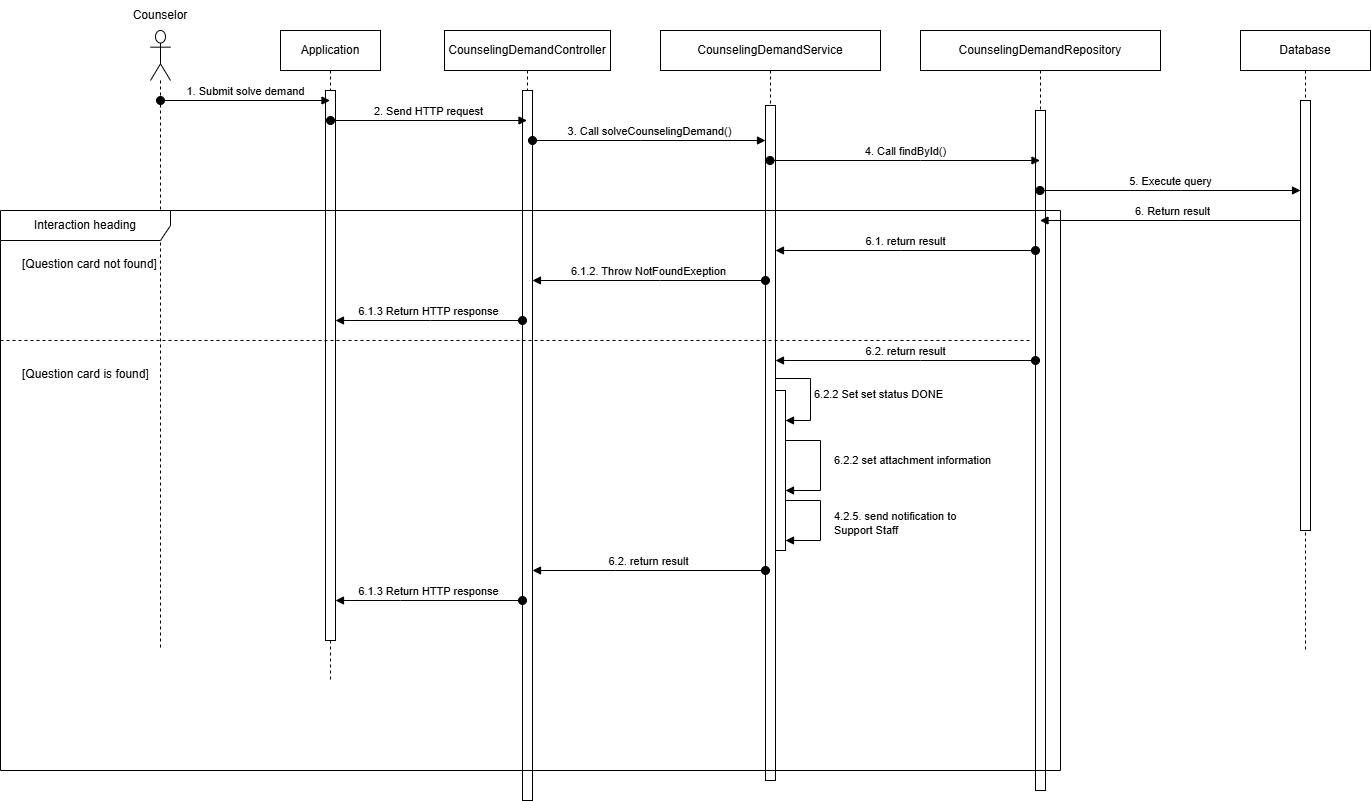 Counselor
Application
CounselingDemandController
CounselingDemandService
CounselingDemandRepository
Database
1. Submit solve demand
2. Send HTTP request
3. Call solveCounselingDemand()
4. Call findById()
5. Execute query
6. Return result
Interaction heading
6.1. return result
[Question card not found]
6.1.2. Throw NotFoundExeption
6.1.3 Return HTTP response
6.2. return result
[Question card is found]
6.2.2 Set set status DONE
6.2.2 set attachment information
4.2.5. send notification to
Support Staff
6.2. return result
6.1.3 Return HTTP response